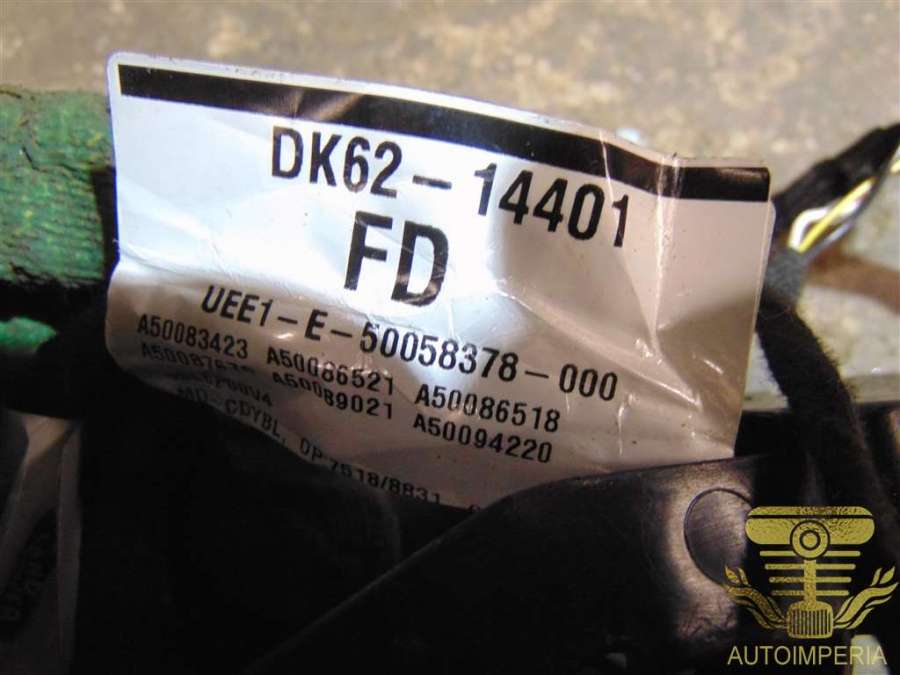 DK62-14401
FD
UEE1-E-50058378-000
A50083423 A50086521 A50086518
A50089021 A50094220
AUTOIMPERIA